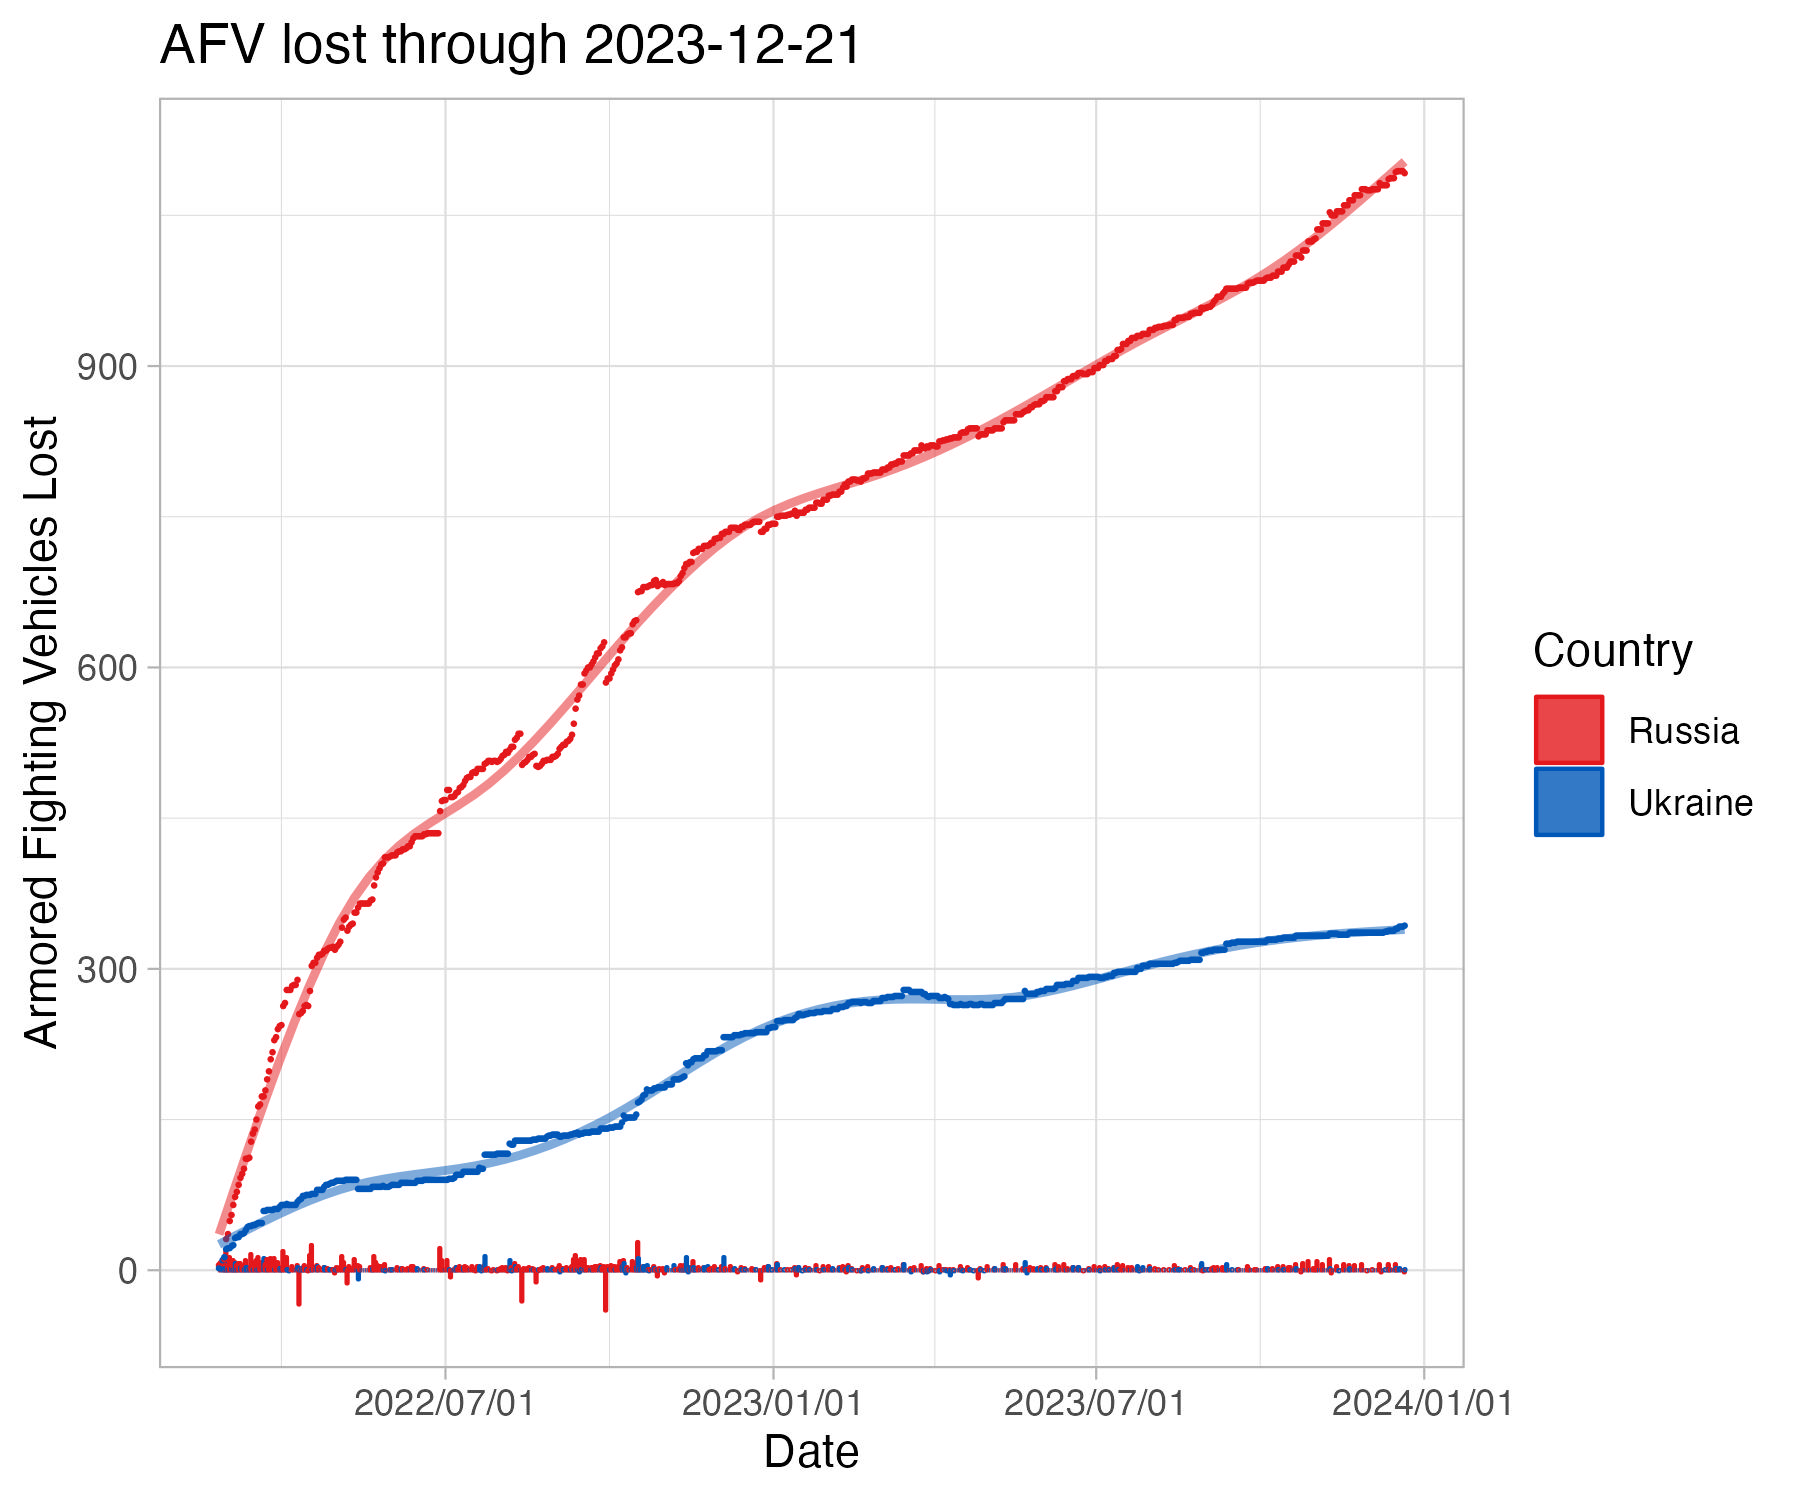 AFV lost through 2023-12-21
Armored Fighting Vehicles Lost
900
600
300
0
2022/07/01
2023/01/01
2023/07/01
2024/01/01
Date
Country
Russia
Ukraine